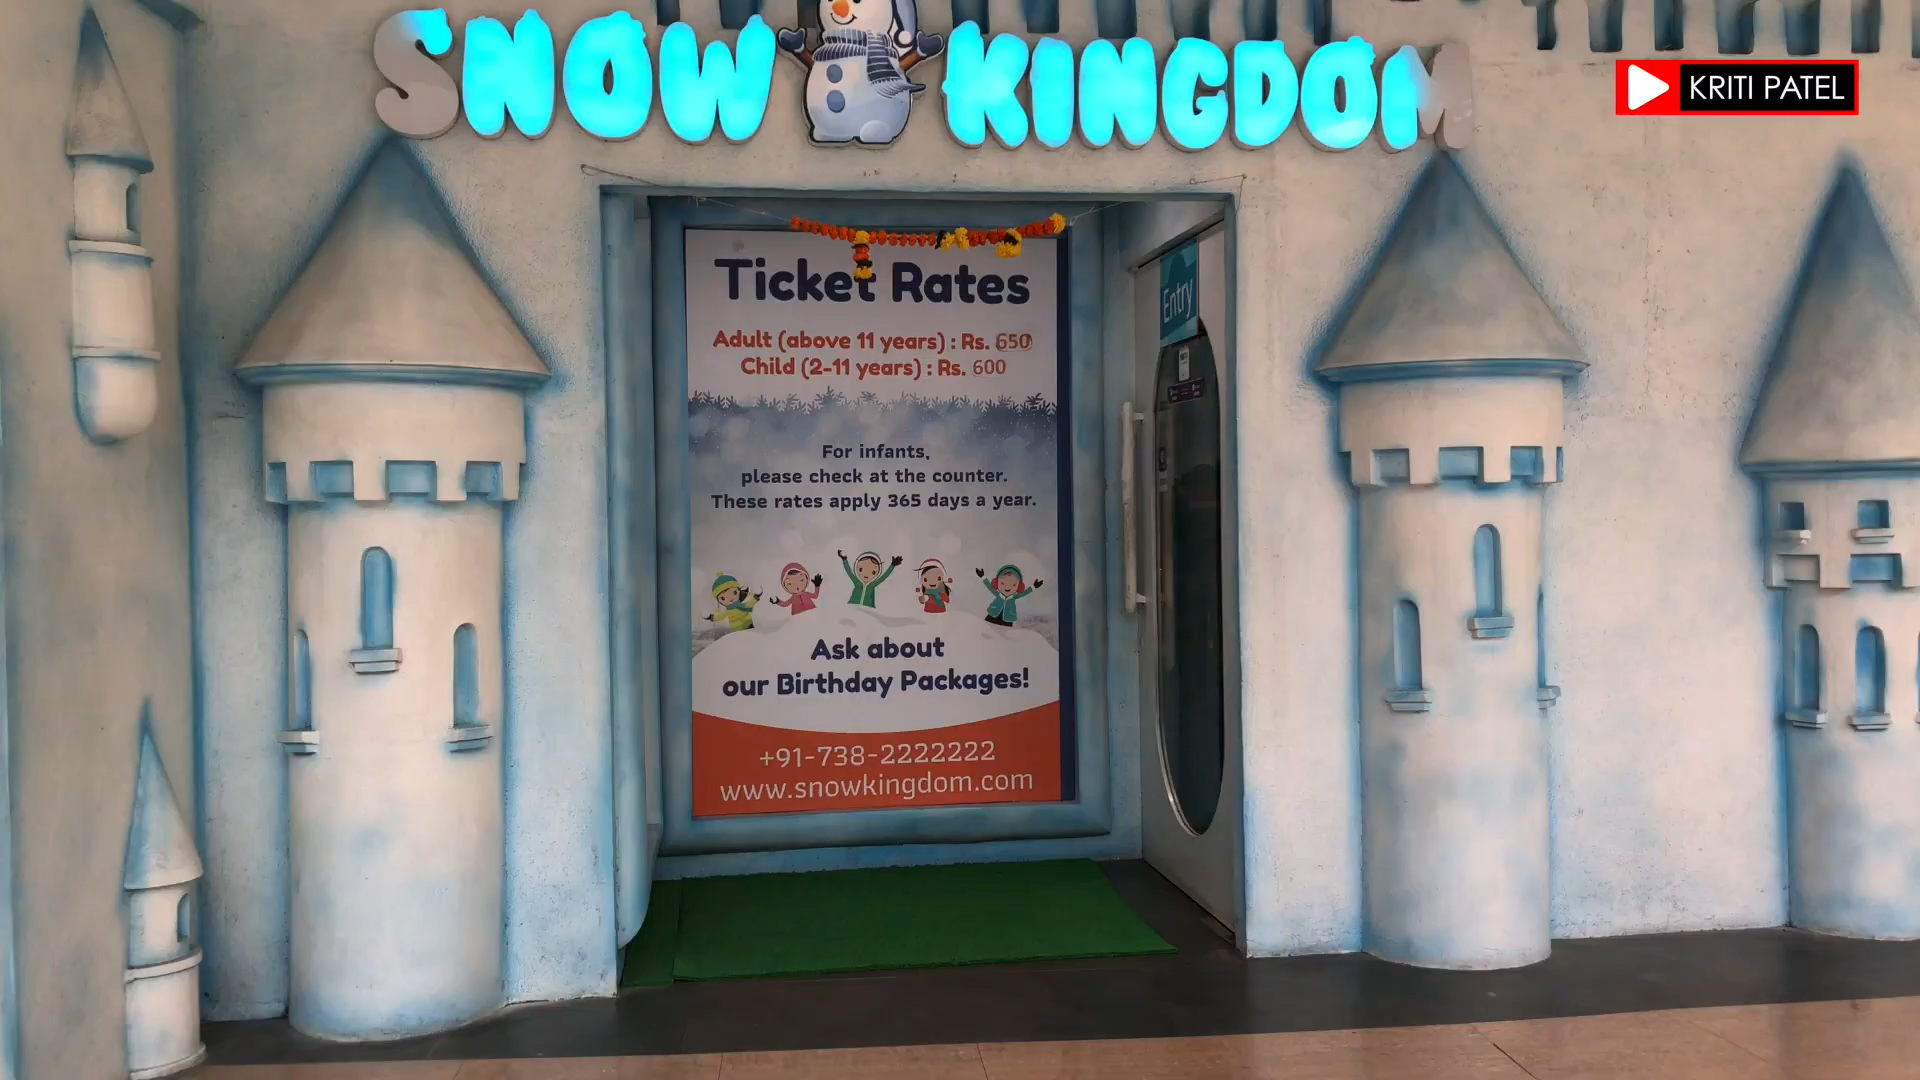 SNOW KINGDOM
KRITI PATEL
Ticket Rates
Adult (above 11 years) : Rs. 650
Child (2-11 years) : Rs. 600
Entry
For infants,
please check at the counter.
These rates apply 365 days a year.
Ask about
our Birthday Packages!
+91-738-2222222
www.snowkingdom.com